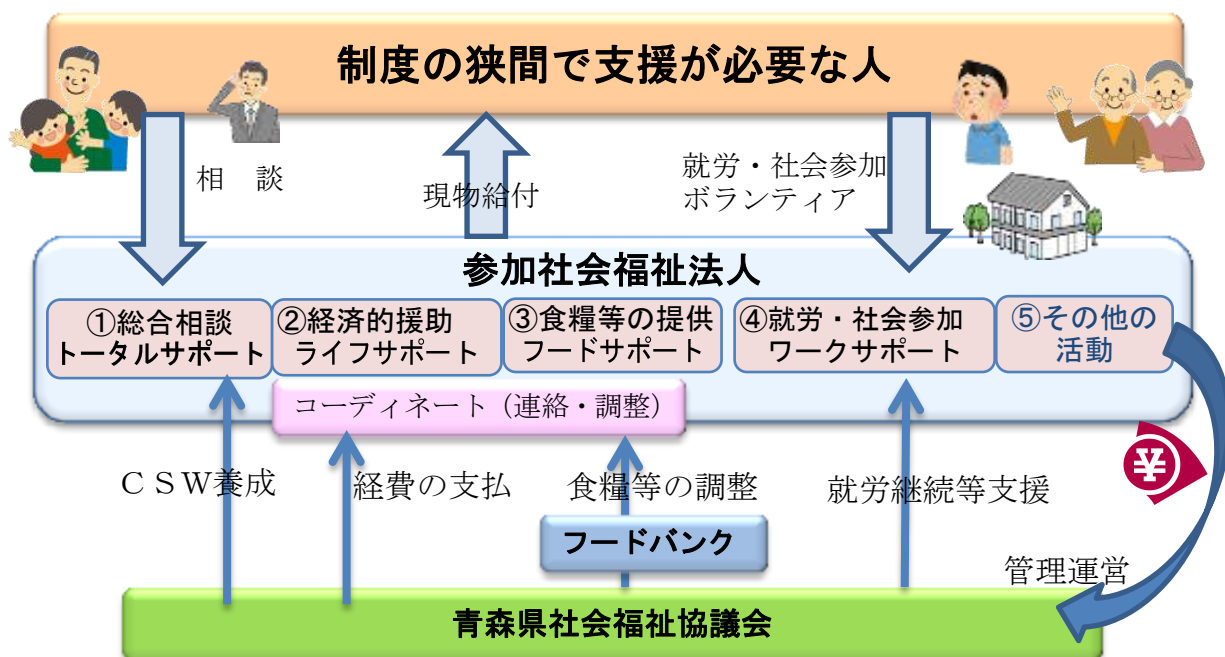 制度の狭間で支援が必要な人
相　談
現物給付
就労・社会参加
ボランティア
参加社会福祉法人
①総合相談
トータルサポート
②経済的援助
ライフサポート
③食糧等の提供
フードサポート
④就労・社会参加
ワークサポート
⑤その他の
活動
コーディネート（連絡・調整）
ＣＳＷ養成
経費の支払
食糧等の調整
就労継続等支援
¥
フードバンク
管理運営
青森県社会福祉協議会